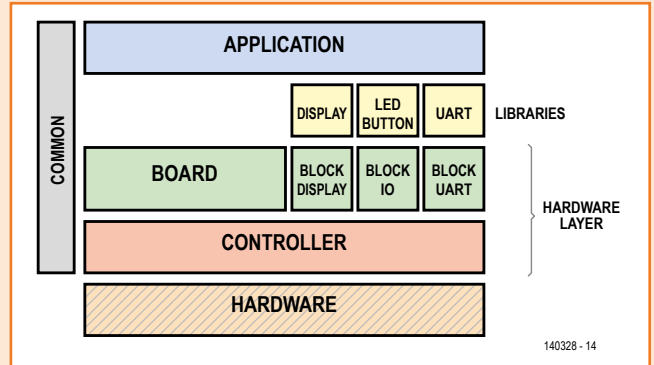 APPLICATION
DISPLAY
LED
BUTTON
UART
LIBRARIES
COMMON
BOARD
BLOCK
DISPLAY
BLOCK
IO
BLOCK
UART
HARDWARE
LAYER
CONTROLLER
HARDWARE
140328 - 14